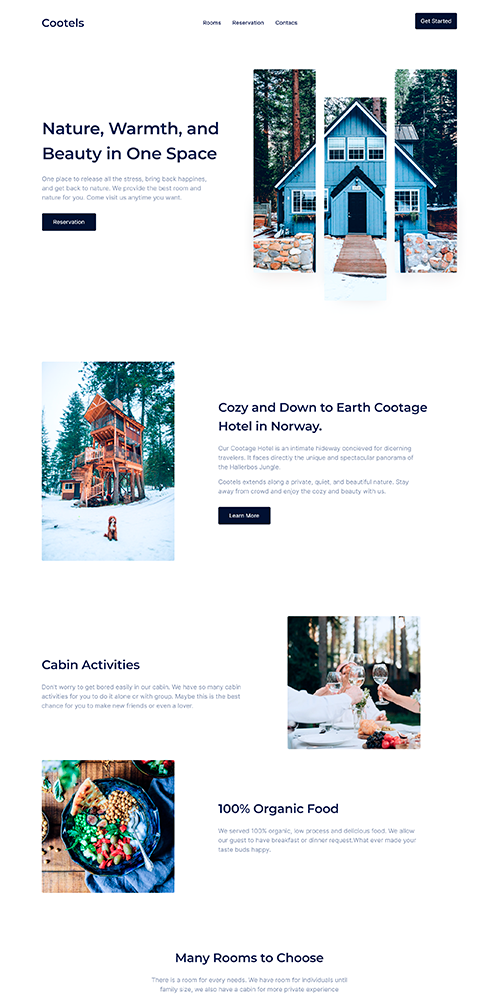 Cootels
Rooms Reservation Contacs
Get Started
Nature, Warmth, and
Beauty in One Space
One place to release all the stress, bring back happines,
and get back to nature. We provide the best room and
nature for you. Come visit us anytime you want.
Reservation
Cozy and Down to Earth Cootage
Hotel in Norway.
Our Cootage Hotel is an intimate hideway concieved for dicerning
travelers. It faces directly the unique and spectacular panorama of
the Hallerbos Jungle.
Cootels extends along a private, quiet, and beautiful nature. Stay
away from crowd and enjoy the cozy and beauty with us.
Learn More
Cabin Activities
Don't worry to get bored easily in our cabin. We have so many cabin
activities for you to do it alone or with group. Maybe this is the best
chance for you to make new friends or even a lover.
100% Organic Food
We served 100% organic, low process and delicious food. We allow
our guest to have breakfast or dinner request.What ever made your
taste buds happy.
Many Rooms to Choose
There is a room for every needs. We have room for individuals until
family size, we also have a cabin for more private experience